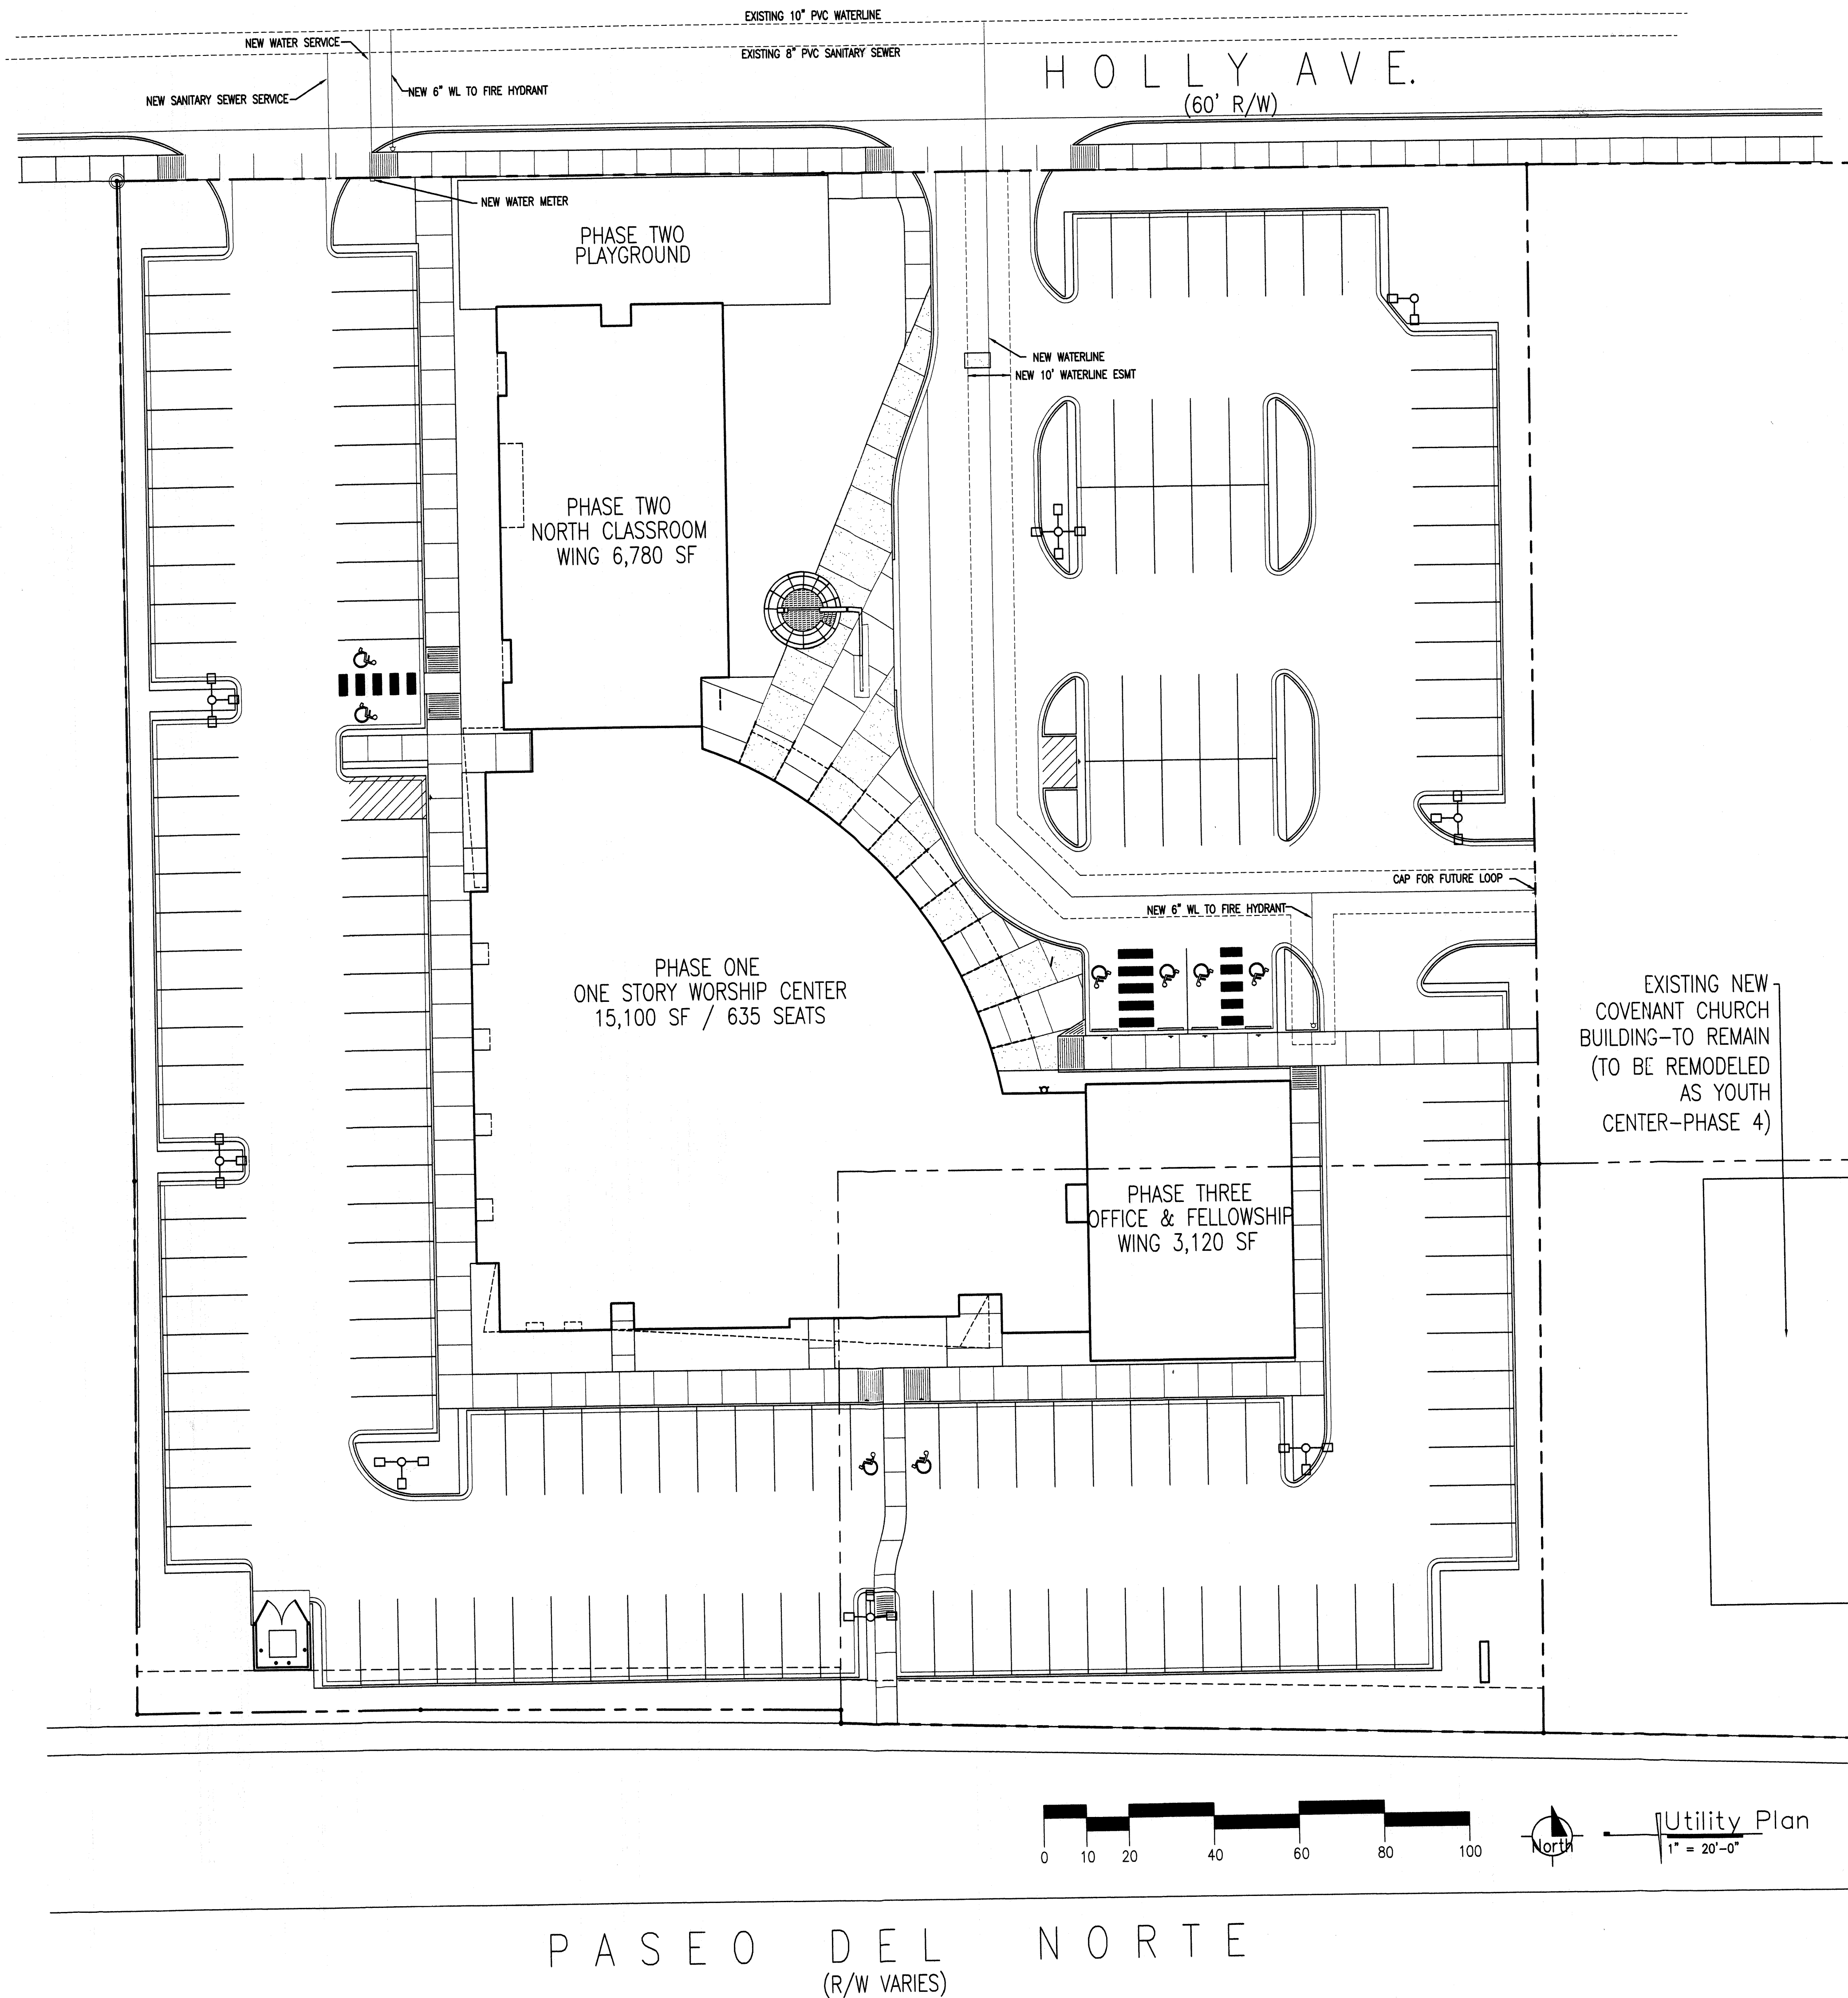 EXISTING 10" PVC WATERLINE
NEW WATER SERVICE
EXISTING 8" PVC SANITARY SEWER
HOLLY AVE.
(60' R/W)
NEW 6" WL TO FIRE HYDRANT
NEW SANITARY SEWER SERVICE
NEW WATER METER
PHASE TWO
PLAYGROUND
NEW WATERLINE
NEW 10' WATERLINE ESMT
PHASE TWO
NORTH CLASSROOM
WING 6,780 SF
CAP FOR FUTURE LOOP
NEW 6" WL TO FIRE HYDRANT
PHASE ONE
ONE STORY WORSHIP CENTER
15,100 SF / 635 SEATS
EXISTING NEW
COVENANT CHURCH
BUILDING-TO REMAIN
(TO BE REMODELED
AS YOUTH
CENTER-PHASE 4)
PHASE THREE
OFFICE & FELLOWSHIP
WING 3,120 SF
0 10 20 40 60 80 100
North
Utility Plan
1" = 20'-0"
PASEO DEL NORTE
(R/W VARIES)